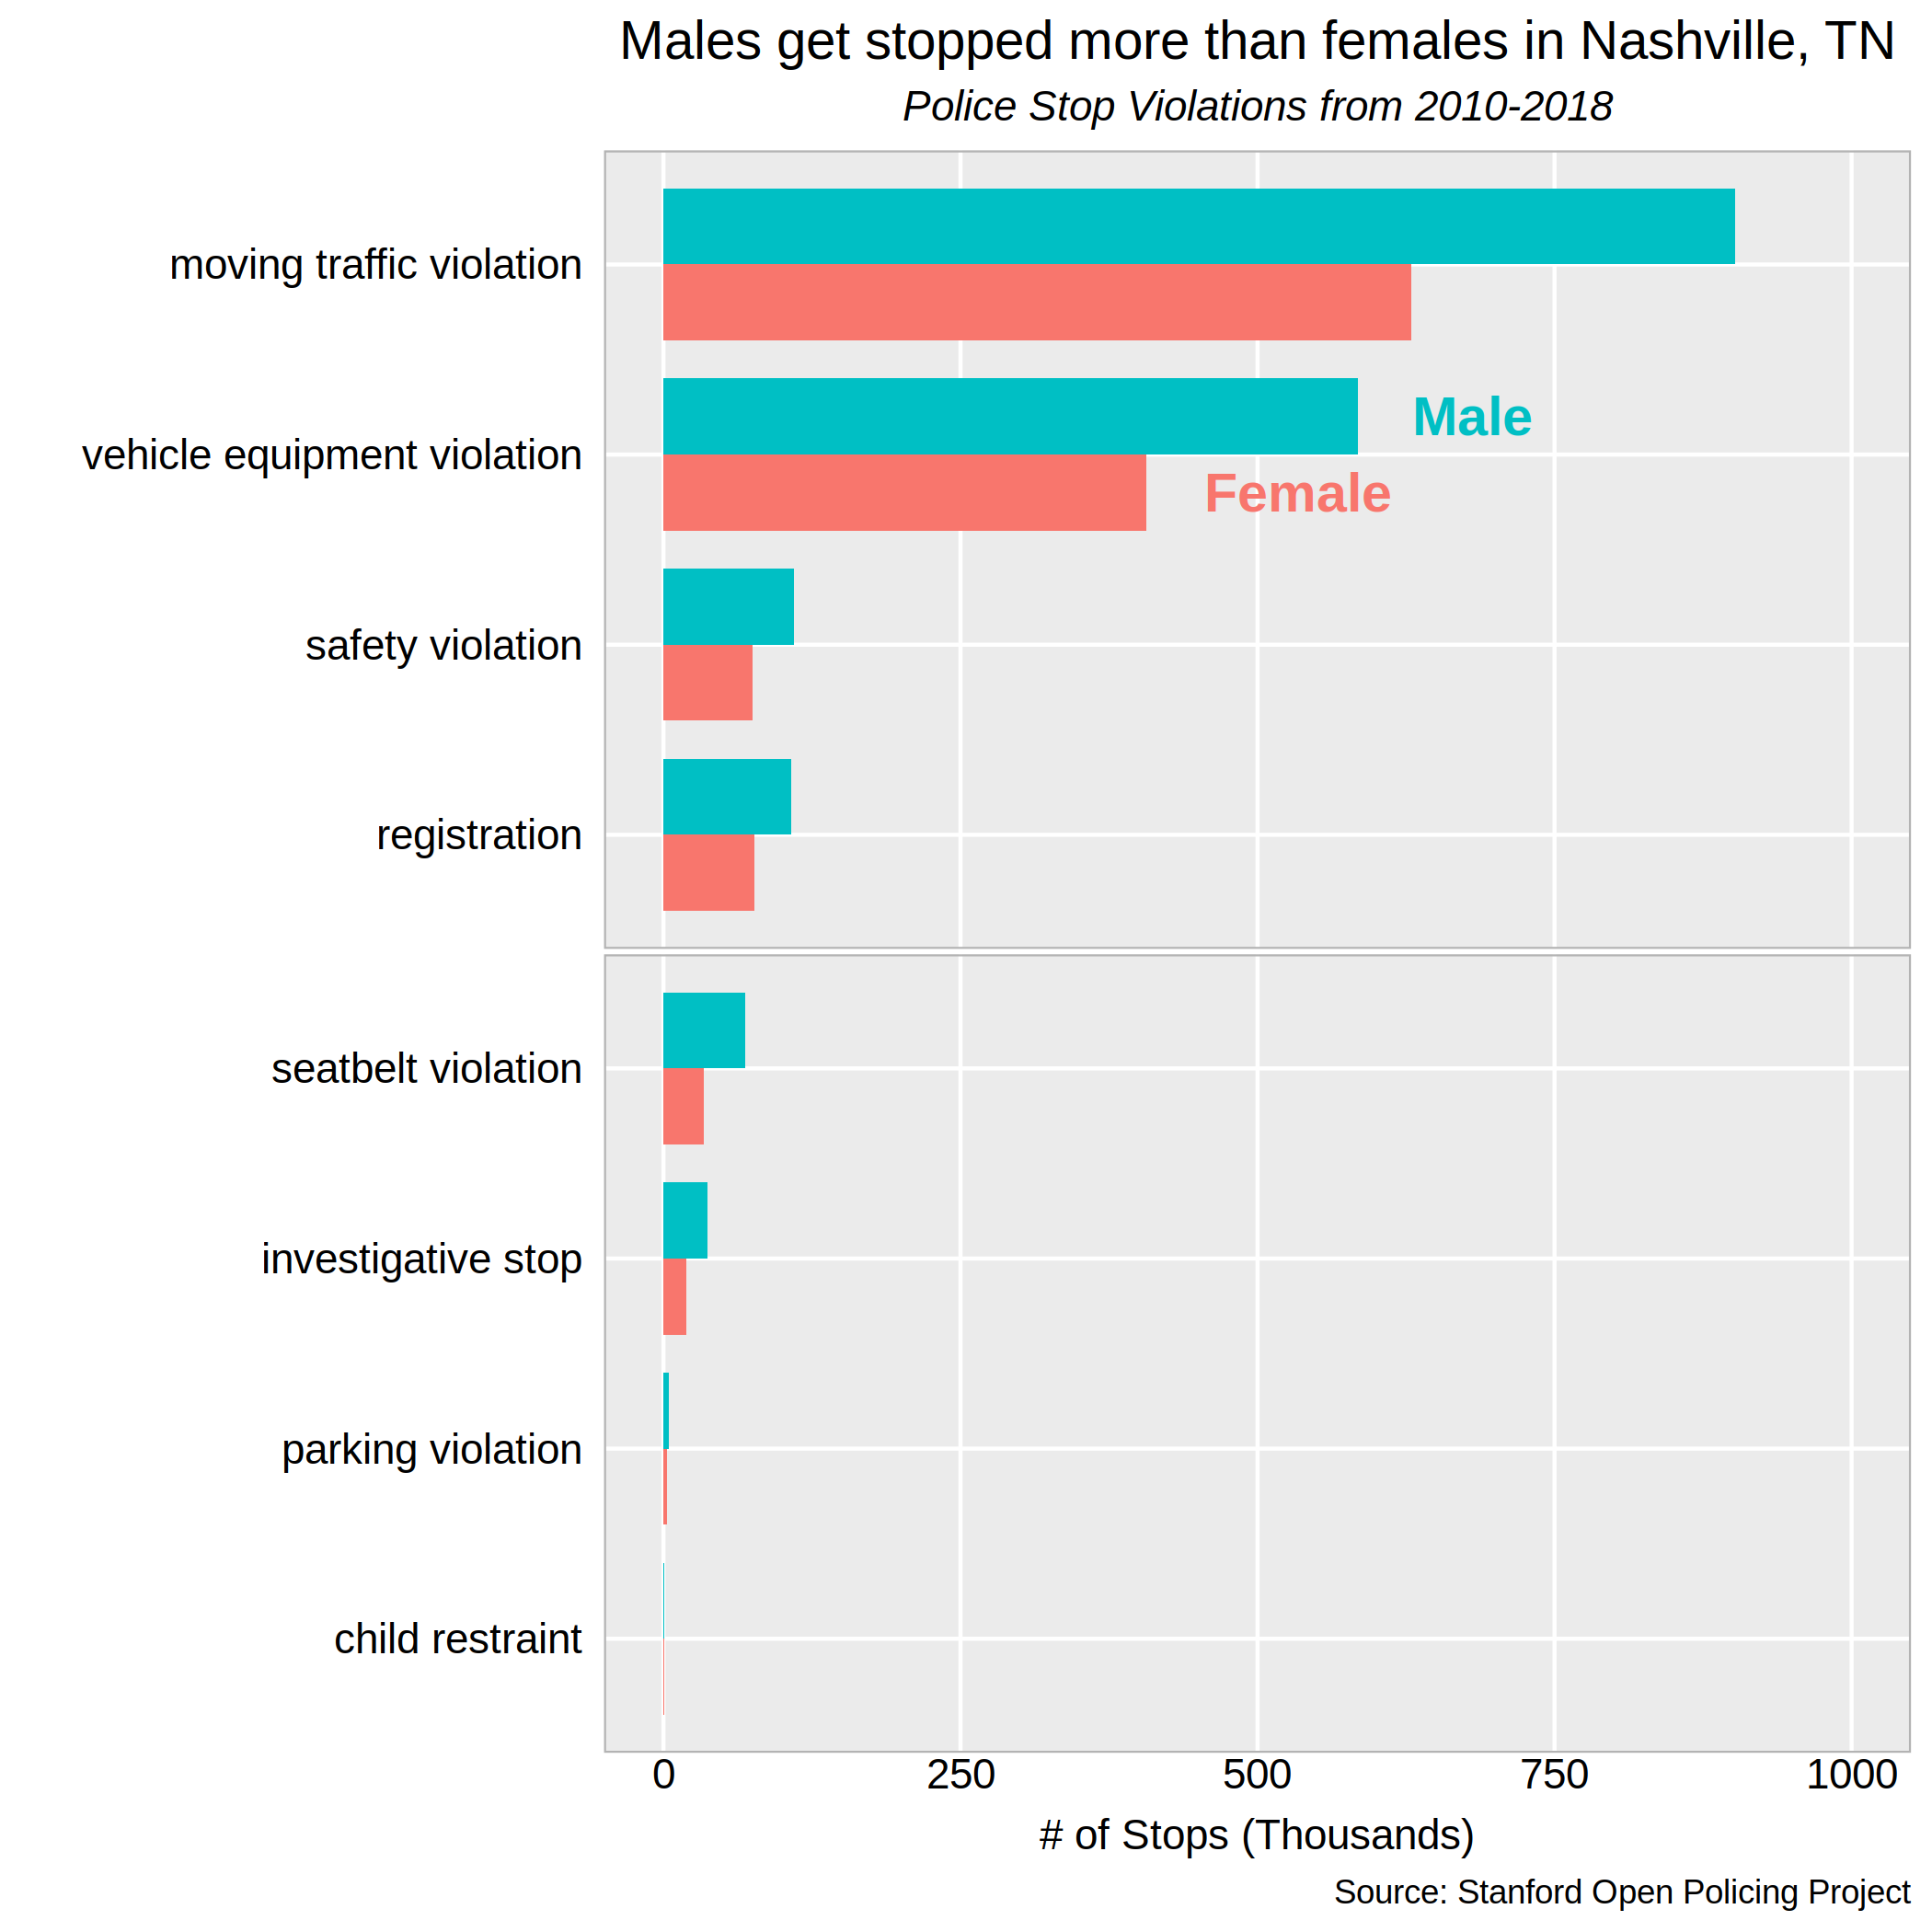 Males get stopped more than females in Nashville, TN
Police Stop Violations from 2010-2018
moving traffic violation
vehicle equipment violation
Male
Female
safety violation
registration
seatbelt violation
investigative stop
parking violation
child restraint
0 250 500 750 1000
# of Stops (Thousands)
Source: Stanford Open Policing Project